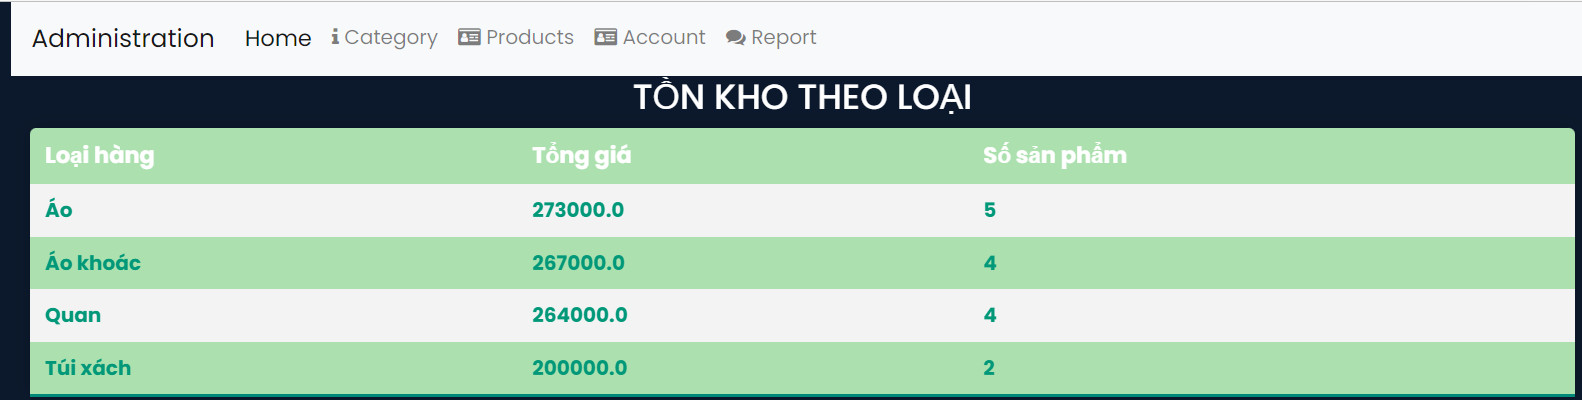 Administration Home Category Products Account Report
TỒN KHO THEO LOẠI
Loại hàng Tổng giá Số sản phẩm
Áo 273000.0 5
Áo khoác 267000.0 4
Quan 264000.0 4
Túi xách 200000.0 2